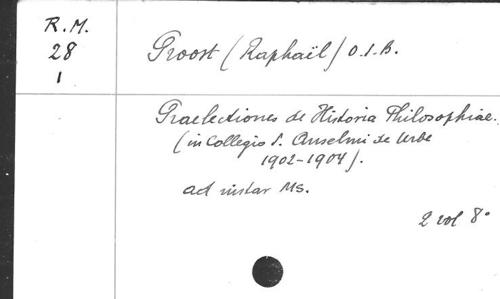 R.M.
28
1
Proost (Raphaël) O.S.B.
Praelectiones de Historia Philosophiae.
(in Collegio S. Anselmi de Urbe
1902-1904).
ad instar Ms.
2 vol 8°